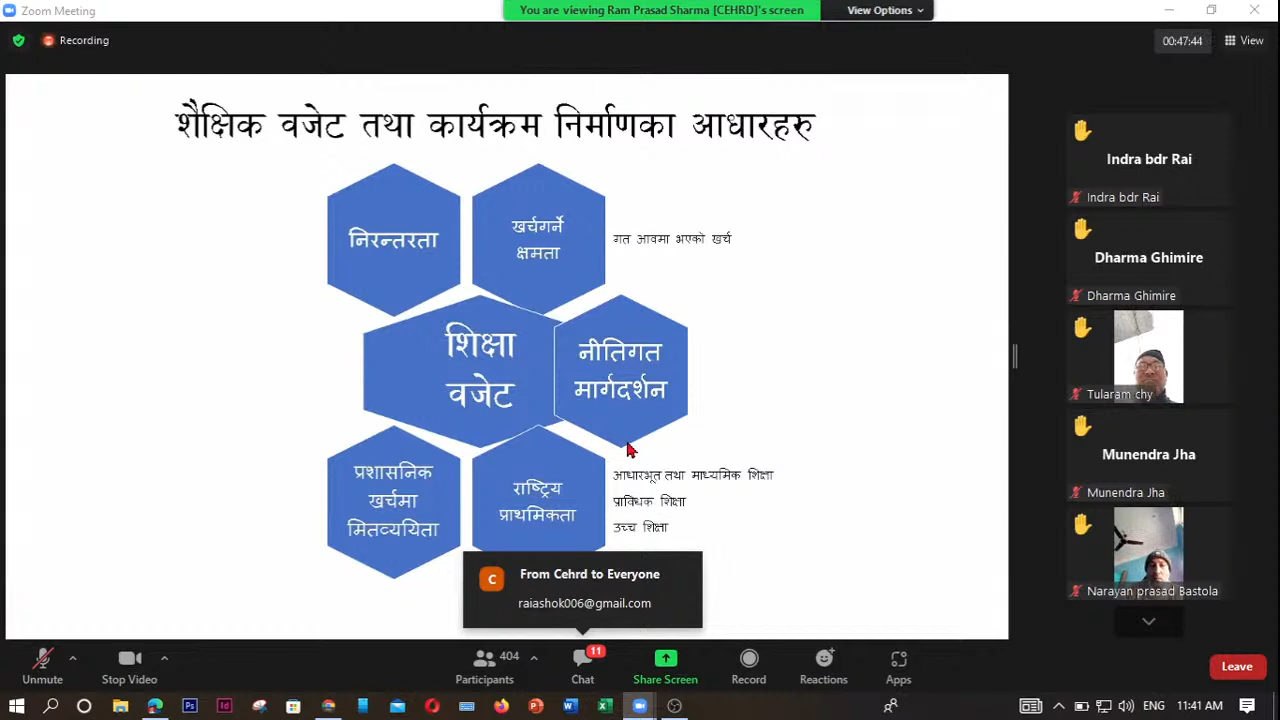 Zoom Meeting
You are viewing Ram Prasad Sharma [CEHRD]'s screen
View Options
Recording
00:47:44
View
शैक्षिक वजेट तथा कार्यक्रम निर्माणका आधारहरु
निरन्तरता
खर्चगर्ने
क्षमता
गत आवमा भएको खर्च
शिक्षा
वजेट
नीतिगत
मार्गदर्शन
प्रशासनिक
खर्चमा
मितव्ययिता
राष्ट्रिय
प्राथमिकता
आधारभूत तथा माध्यमिक शिक्षा
प्राविधक शिक्षा
उच्च शिक्षा
From Cehrd to Everyone
C
raiashok006@gmail.com
Indra bdr Rai
Indra bdr Rai
Dharma Ghimire
Dharma Ghimire
Tularam chy
Munendra Jha
Munendra Jha
Narayan prasad Bastola
Unmute
Stop Video
404
Participants
11
Chat
Share Screen
Record
Reactions
Apps
Leave
11:41 AM